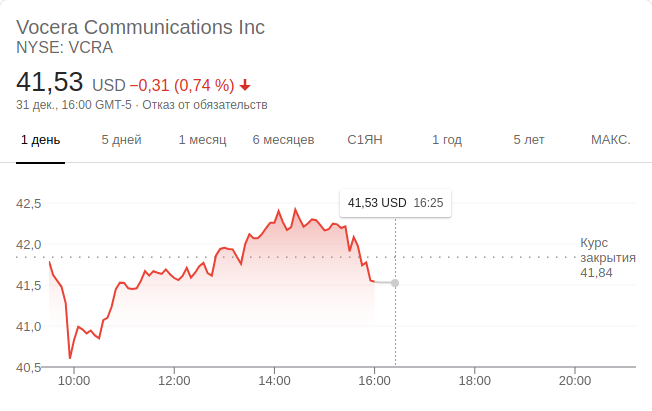 Vocera Communications Inc
NYSE: VCRA
41,53 USD −0,31 (0,74 %)
31 дек., 16:00 GMT-5 · Отказ от обязательств
1 день 5 дней 1 месяц 6 месяцев С1ЯН 1 год 5 лет МАКС.
41,53 USD 16:25
42,5
42,0
41,5
41,0
40,5
Курс
закрытия
41,84
10:00 12:00 14:00 16:00 18:00 20:00